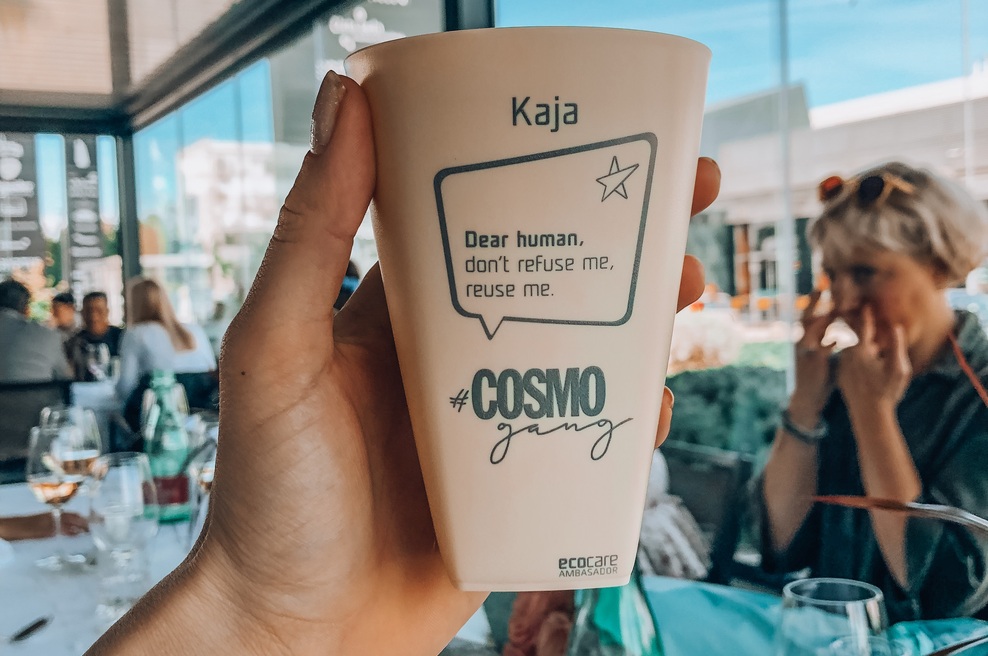 Kaja
Dear human,
don't refuse me,
reuse me.
#COSMO
gang
ecocare
AMBASADOR